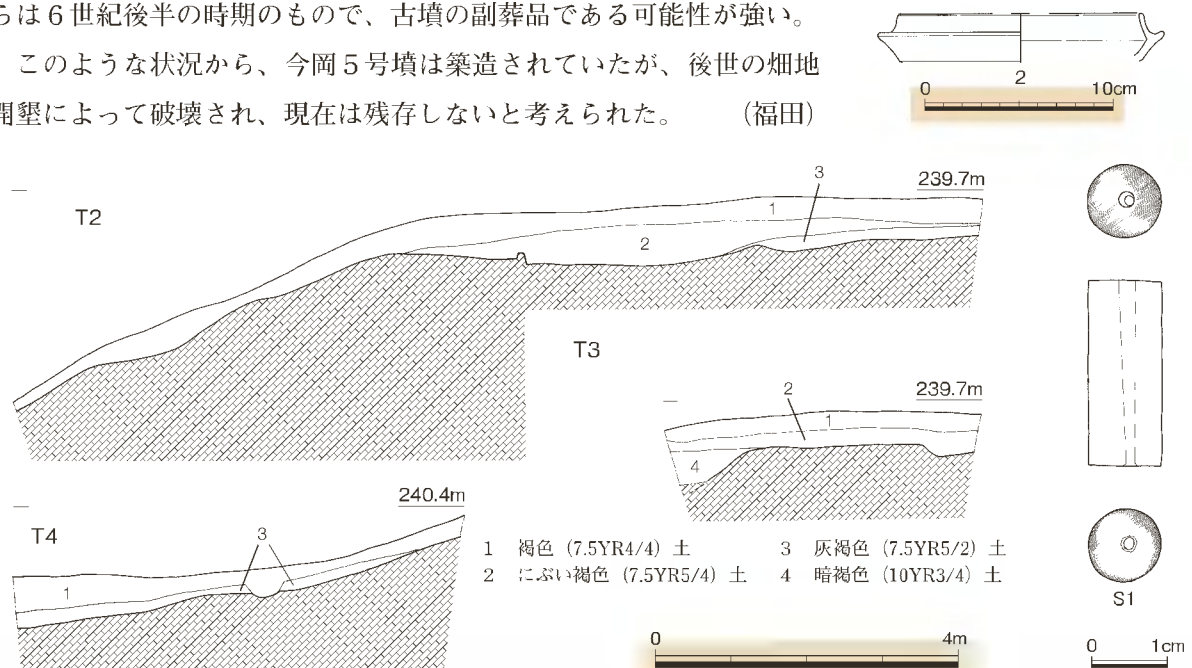 らは6世紀後半の時期のもので、古墳の副葬品である可能性が強い。
このような状況から、今岡5号墳は築造されていたが、後世の畑地
開墾によって破壊され、現在は残存しないと考えられた。 (福田)
2
0 10cm
T2
3
239.7m
1
2
T3
2
239.7m
1
4
T4
240.4m
3
1
1 褐色 (7.5YR4/4) 土
2 にぶい褐色 (7.5YR5/4) 土
3 灰褐色 (7.5YR5/2) 土
4 暗褐色 (10YR3/4) 土
0 4m
S1
0 1cm